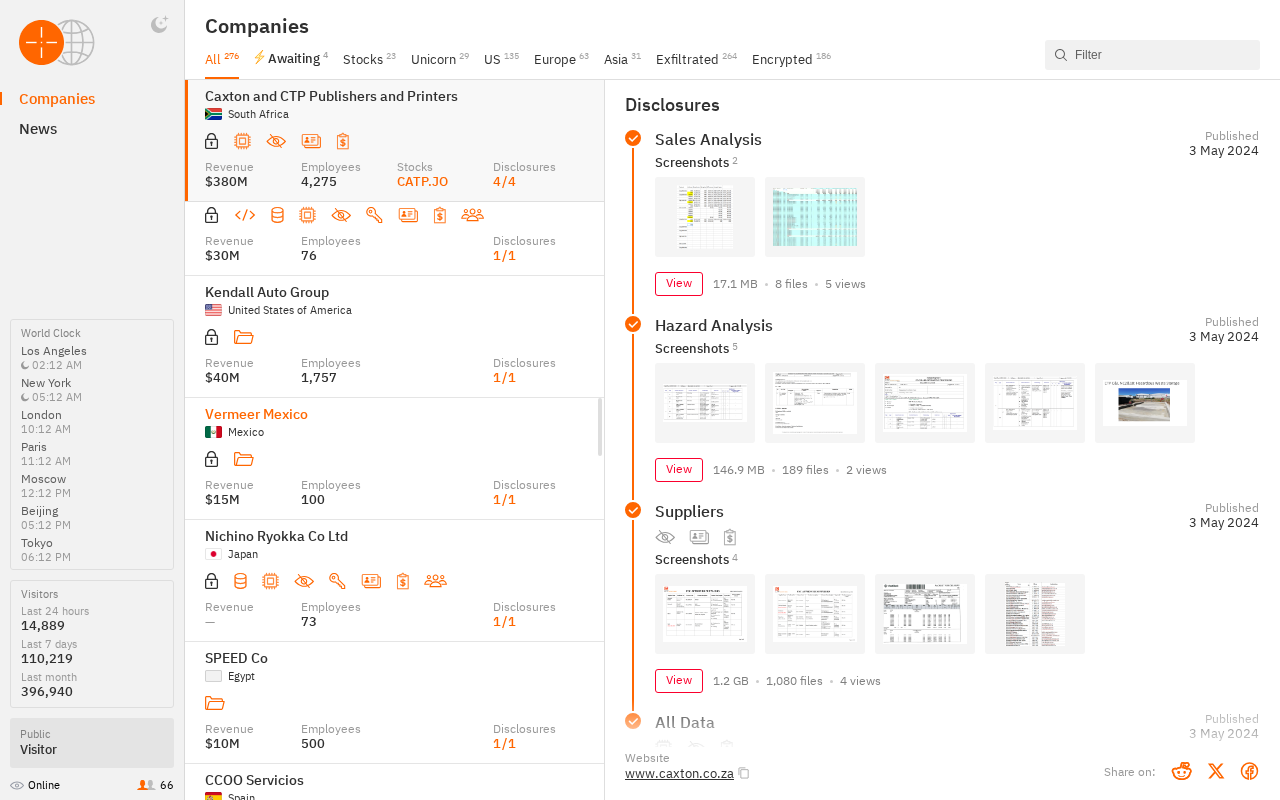 Companies
News
World Clock
Los Angeles
02:12 AM
New York
05:12 AM
London
10:12 AM
Paris
11:12 AM
Moscow
12:12 PM
Beijing
05:12 PM
Tokyo
06:12 PM
Visitors
Last 24 hours
14,889
Last 7 days
110,219
Last month
396,940
Public
Visitor
Online 66
Companies
All 276 Awaiting 4 Stocks 23 Unicorn 29 US 135 Europe 63 Asia 31 Exfiltrated 264 Encrypted 186
Filter
Caxton and CTP Publishers and Printers
South Africa
Revenue Employees Stocks Disclosures
$380M 4,275 CATP.JO 4/4
Revenue Employees Disclosures
$30M 76 1/1
Kendall Auto Group
United States of America
Revenue Employees Disclosures
$40M 1,757 1/1
Vermeer Mexico
Mexico
Revenue Employees Disclosures
$15M 100 1/1
Nichino Ryokka Co Ltd
Japan
Revenue Employees Disclosures
— 73 1/1
SPEED Co
Egypt
Revenue Employees Disclosures
$10M 500 1/1
CCOO Servicios
Spain
Disclosures
Sales Analysis
Published
3 May 2024
Screenshots 2
View 17.1 MB • 8 files • 5 views
Hazard Analysis
Published
3 May 2024
Screenshots 5
View 146.9 MB • 189 files • 2 views
Suppliers
Published
3 May 2024
Screenshots 4
View 1.2 GB • 1,080 files • 4 views
All Data
Published
3 May 2024
Website
www.caxton.co.za
Share on: